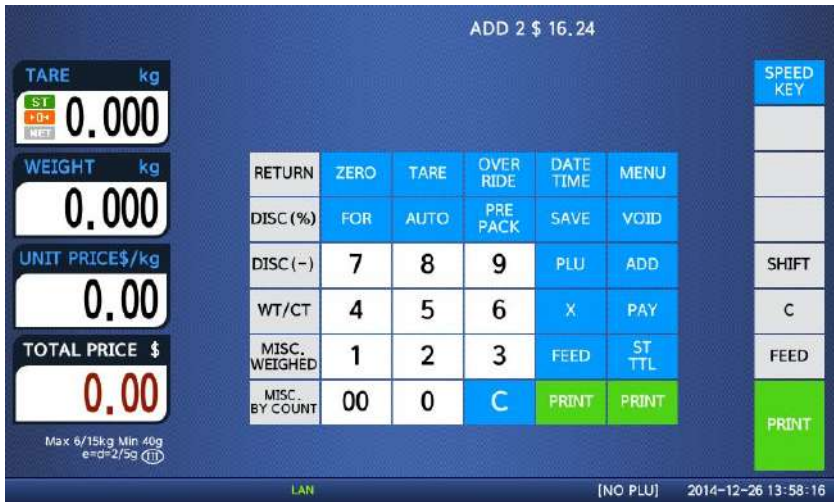 ADD 2 $ 16.24
TARE kg
ST
→0←
NET
0.000
WEIGHT kg
0.000
UNIT PRICE$/kg
0.00
TOTAL PRICE $
0.00
Max 6/15kg Min 40g
e=d=2/5g III
RETURN ZERO TARE OVER RIDE DATE TIME MENU
DISC(%) FOR AUTO PRE PACK SAVE VOID
DISC(-) 7 8 9 PLU ADD
WT/CT 4 5 6 X PAY
MISC. WEIGHED 1 2 3 FEED ST TTL
MISC. BY COUNT 00 0 C PRINT PRINT
SPEED
KEY
SHIFT
C
FEED
PRINT
LAN [NO PLU] 2014-12-26 13:58:16